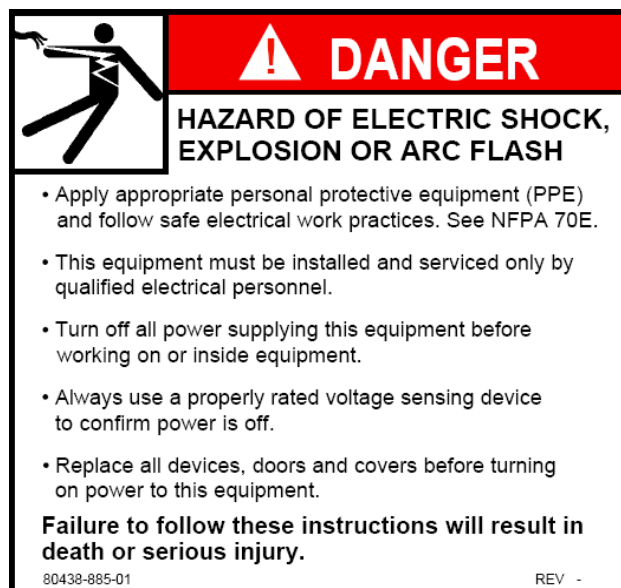 DANGER
HAZARD OF ELECTRIC SHOCK,
EXPLOSION OR ARC FLASH
• Apply appropriate personal protective equipment (PPE)
and follow safe electrical work practices. See NFPA 70E.
• This equipment must be installed and serviced only by
qualified electrical personnel.
• Turn off all power supplying this equipment before
working on or inside equipment.
• Always use a properly rated voltage sensing device
to confirm power is off.
• Replace all devices, doors and covers before turning
on power to this equipment.
Failure to follow these instructions will result in
death or serious injury.
80438-885-01 REV -